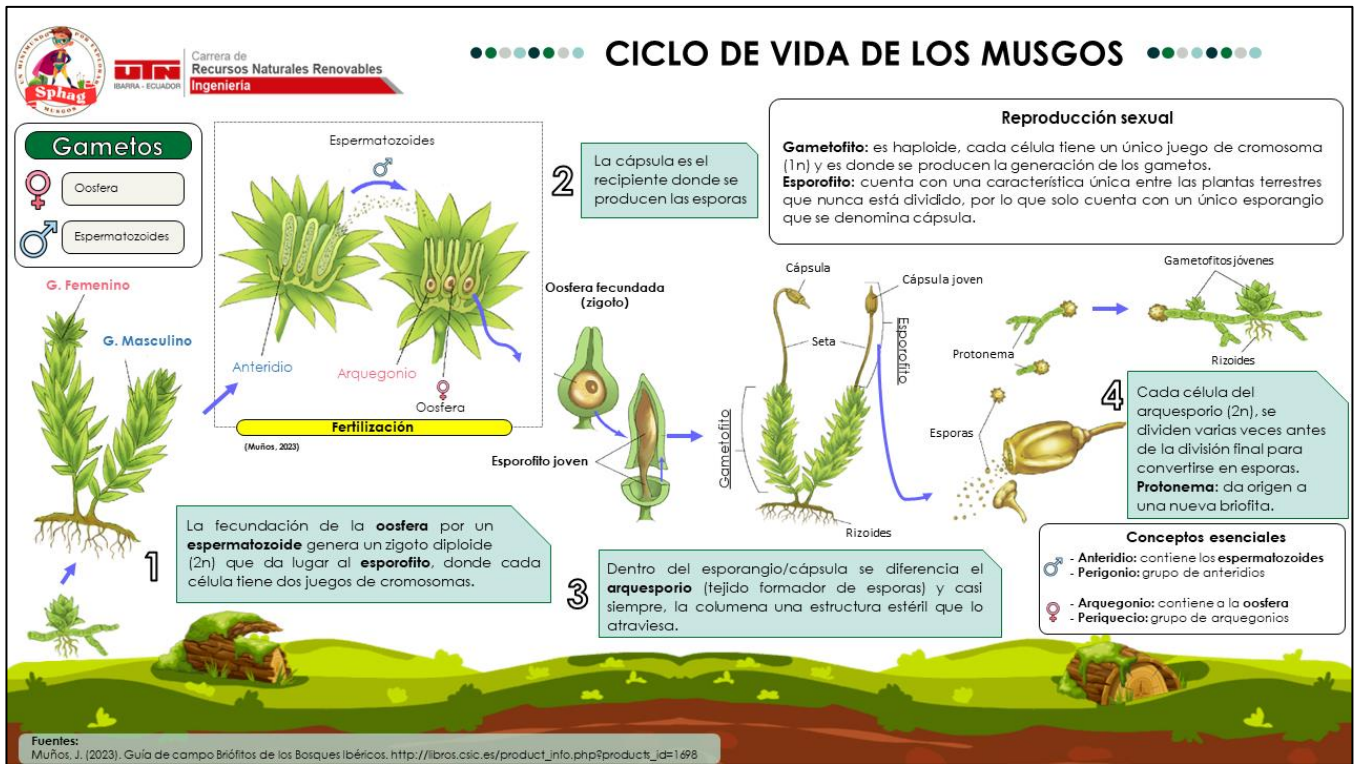 CICLO DE VIDA DE LOS MUSGOS
UN MINIMUNDO POR EXPLORAR
Sphag
MUSGOS
UTN
IBARRA - ECUADOR
Carrera de
Recursos Naturales Renovables
Ingeniería
Gametos
Oosfera
Espermatozoides
G. Femenino
G. Masculino
Espermatozoides
Anteridio
Arquegonio
Oosfera
Fertilización
(Muños, 2023)
1
La fecundación de la oosfera por un
espermatozoide genera un zigoto diploide
(2n) que da lugar al esporofito, donde cada
célula tiene dos juegos de cromosomas.
2
La cápsula es el
recipiente donde se
producen las esporas
Oosfera fecundada
(zigoto)
Esporofito joven
Reproducción sexual
Gametofito: es haploide, cada célula tiene un único juego de cromosoma
(1n) y es donde se producen la generación de los gametos.
Esporofito: cuenta con una característica única entre las plantas terrestres
que nunca está dividido, por lo que solo cuenta con un único esporangio
que se denomina cápsula.
Cápsula
Cápsula joven
Seta
Esporofito
Gametofito
Rizoides
3
Dentro del esporangio/cápsula se diferencia el
arquesporio (tejido formador de esporas) y casi
siempre, la columena una estructura estéril que lo
atraviesa.
Gametofitos jóvenes
Protonema
Rizoides
Esporas
4
Cada célula del
arquesporio (2n), se
dividen varias veces antes
de la división final para
convertirse en esporas.
Protonema: da origen a
una nueva briofita.
Conceptos esenciales
- Anteridio: contiene los espermatozoides
- Perigonio: grupo de anteridios
- Arquegonio: contiene a la oosfera
- Periquecio: grupo de arquegonios
Fuentes:
Muños, J. (2023). Guía de campo Briófitos de los Bosques Ibéricos. http://libros.csic.es/product_info.php?products_id=1698